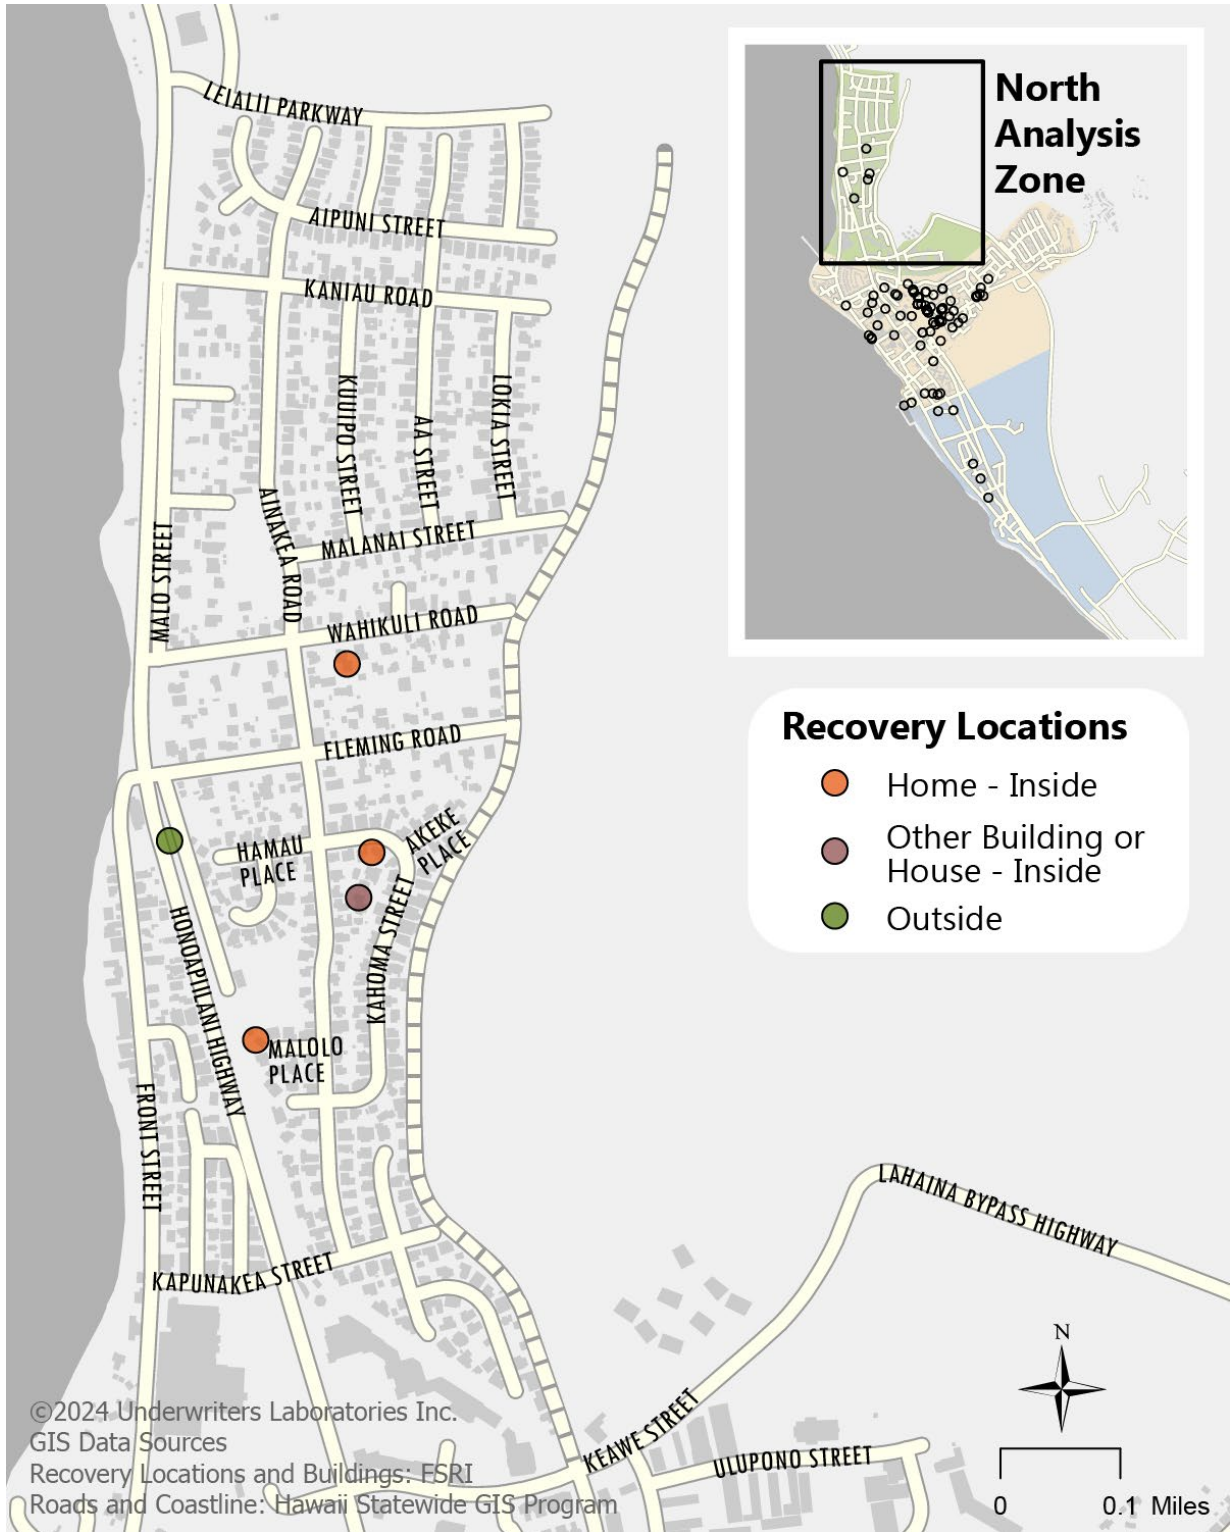 LEIALII PARKWAY
AIPUNI STREET
KANIAU ROAD
KUUIPO STREET
AA STREET
LOKIA STREET
AINAKEA ROAD
MALANAI STREET
MALO STREET
WAHIKULI ROAD
FLEMING ROAD
HAMAU
PLACE
AKEKE
PLACE
KAHOMA STREET
HONOAPIILANI HIGHWAY
MALOLO
PLACE
FRONT STREET
KAPUNAKEA STREET
LAHAINA BYPASS HIGHWAY
KEAWE STREET
ULUPONO STREET
North
Analysis
Zone
Recovery Locations
Home - Inside
Other Building or
House - Inside
Outside
N
0 0.1 Miles
©2024 Underwriters Laboratories Inc.
GIS Data Sources
Recovery Locations and Buildings: FSRI
Roads and Coastline: Hawaii Statewide GIS Program